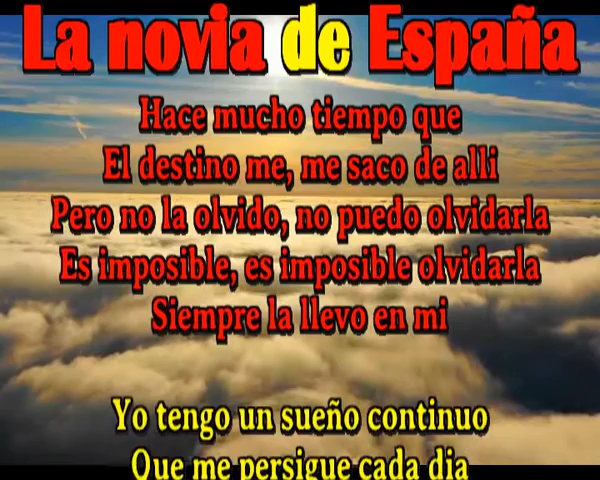 La novia de España
Hace mucho tiempo que
El destino me, me saco de alli
Pero no la olvido, no puedo olvidarla
Es imposible, es imposible olvidarla
Siempre la llevo en mi
Yo tengo un sueño continuo
Que me persigue cada dia